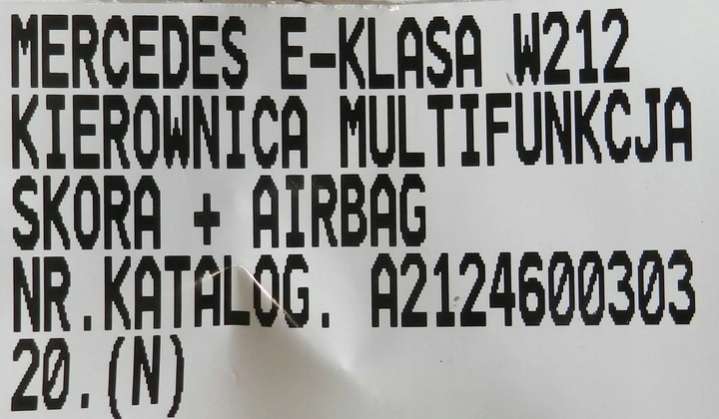 MERCEDES E-KLASA W212
KIEROWNICA MULTIFUNKCJA
SKORA + AIRBAG
NR.KATALOG. A2124600303
20.(N)